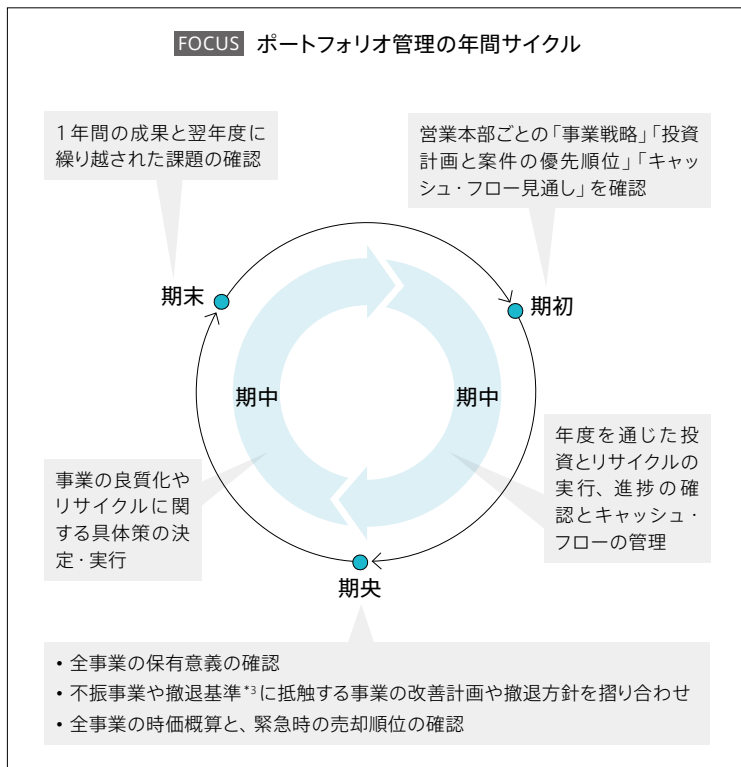 FOCUS ポートフォリオ管理の年間サイクル
1年間の成果と翌年度に
繰り越された課題の確認
営業本部ごとの「事業戦略」「投資
計画と案件の優先順位」「キャッ
シュ・フロー見通し」を確認
期末
期初
期中
期中
事業の良質化や
リサイクルに関
する具体策の決
定・実行
年度を通じた投
資とリサイクルの
実行、進捗の確
認とキャッシュ・
フローの管理
期央
• 全事業の保有意義の確認
• 不振事業や撤退基準*3に抵触する事業の改善計画や撤退方針を摺り合わせ
• 全事業の時価概算と、緊急時の売却順位の確認